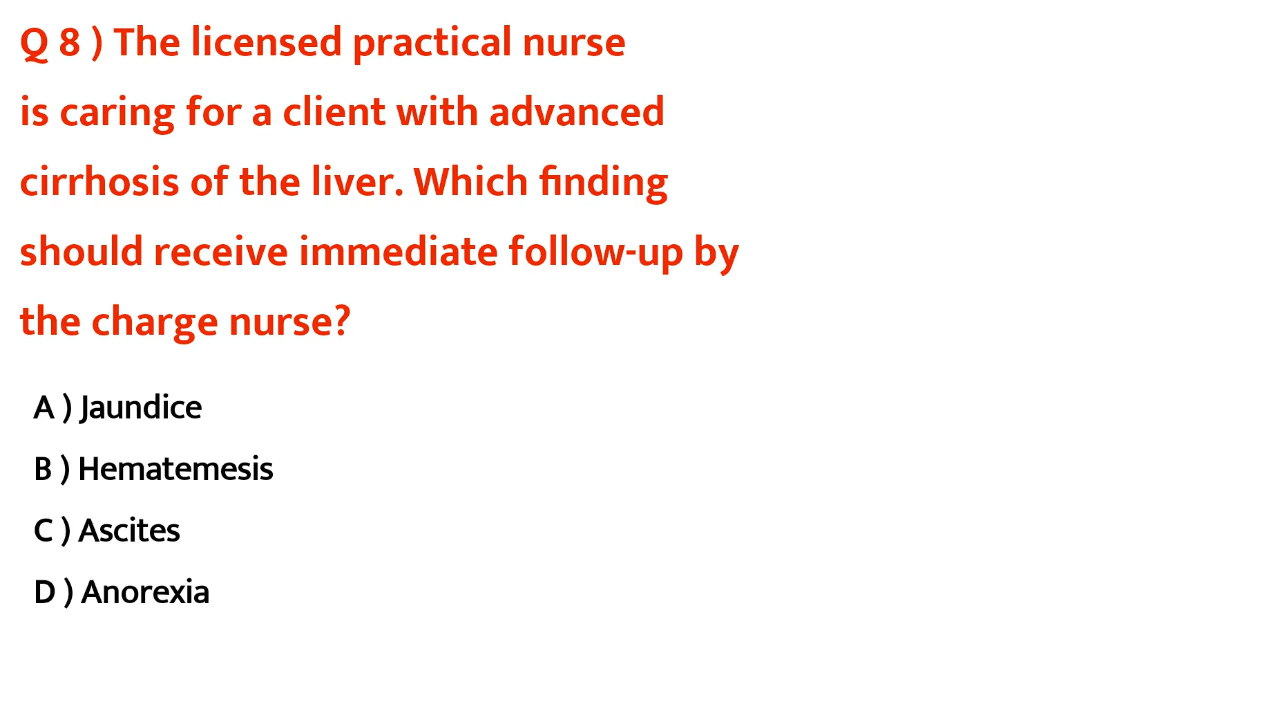 Q 8 ) The licensed practical nurse
is caring for a client with advanced
cirrhosis of the liver. Which finding
should receive immediate follow-up by
the charge nurse?
A ) Jaundice
B ) Hematemesis
C ) Ascites
D ) Anorexia